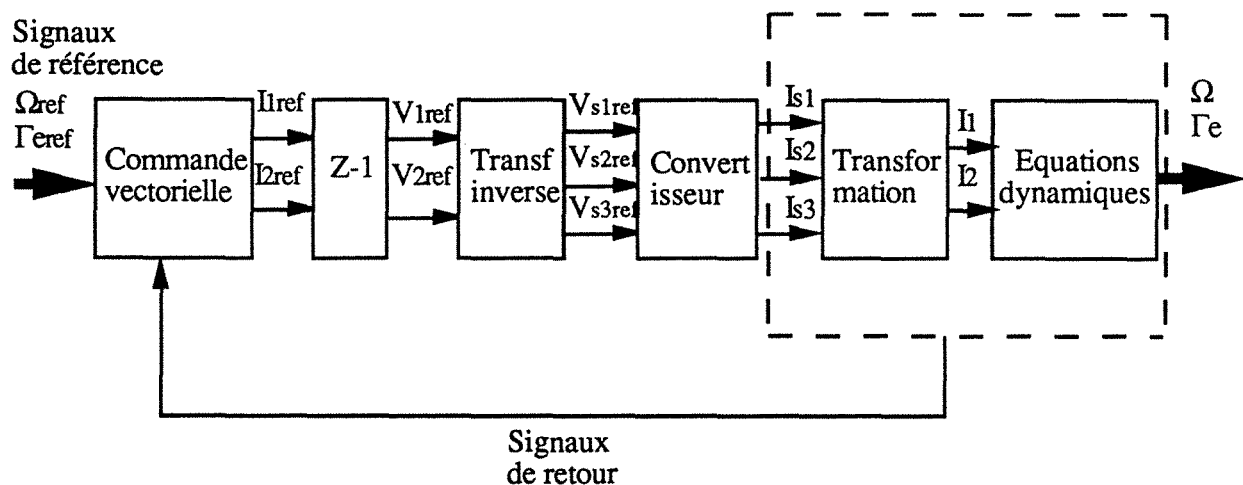 Signaux
de référence
Ωref
Γeref
Commande
vectorielle
I1ref
I2ref
Z-1
V1ref
V2ref
Transf
inverse
Vs1ref
Vs2ref
Vs3ref
Convert
isseur
Is1
Is2
Is3
Transfor
mation
I1
I2
Equations
dynamiques
Ω
Γe
Signaux
de retour